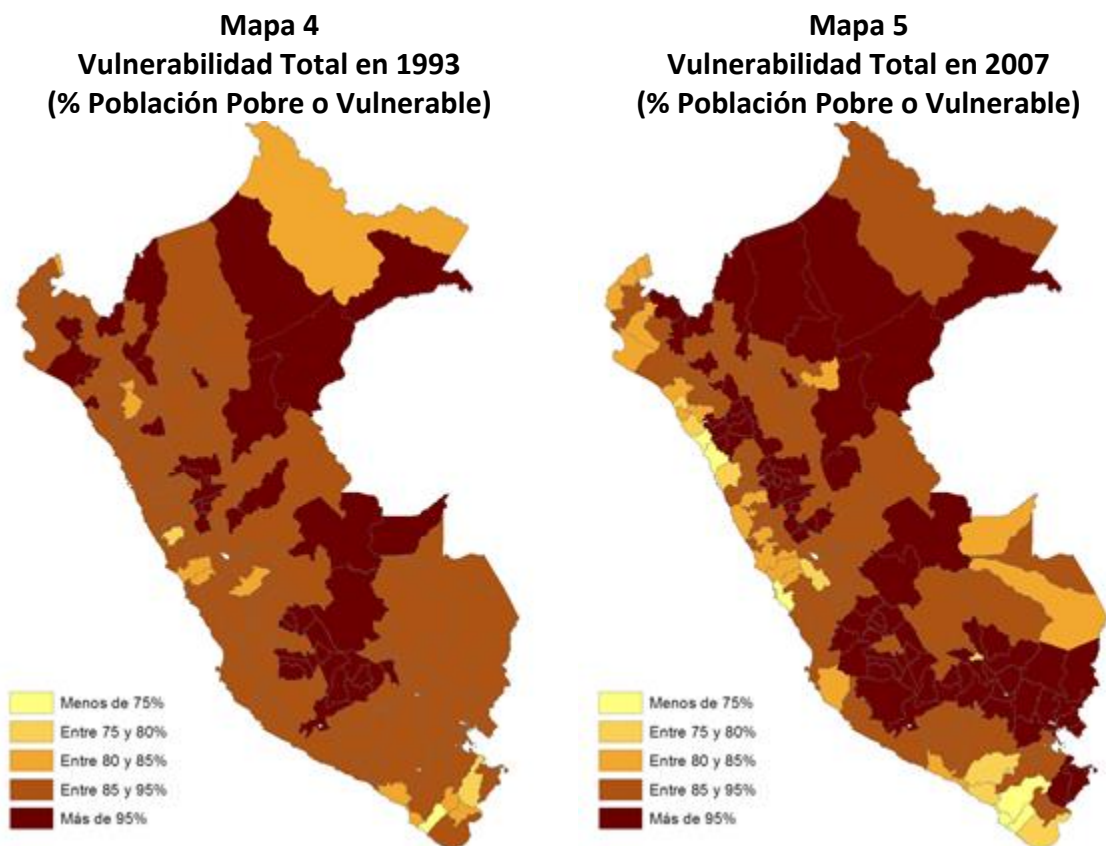 Mapa 4
Vulnerabilidad Total en 1993
(% Población Pobre o Vulnerable)
Menos de 75%
Entre 75 y 80%
Entre 80 y 85%
Entre 85 y 95%
Más de 95%
Mapa 5
Vulnerabilidad Total en 2007
(% Población Pobre o Vulnerable)
Menos de 75%
Entre 75 y 80%
Entre 80 y 85%
Entre 85 y 95%
Más de 95%